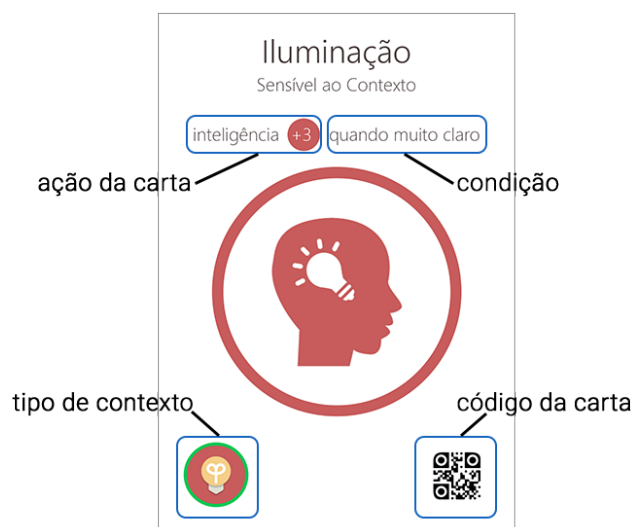 Iluminação
Sensível ao Contexto
inteligência +3 quando muito claro
ação da carta condição
tipo de contexto código da carta